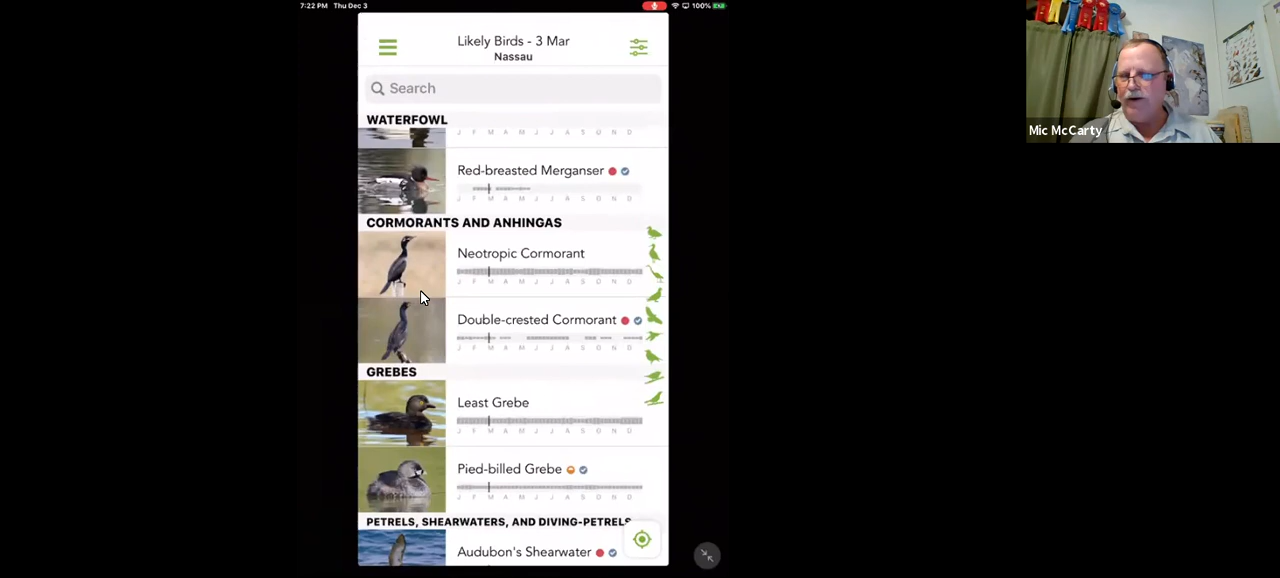 7:22 PM Thu Dec 3
100%
Likely Birds - 3 Mar
Nassau
Search
WATERFOWL
J F M A M J J A S O N D
Red-breasted Merganser
J F M A M J J A S O N D
CORMORANTS AND ANHINGAS
Neotropic Cormorant
J F M A M J J A S O N D
Double-crested Cormorant
J F M A M J J A S O N D
GREBES
Least Grebe
J F M A M J J A S O N D
Pied-billed Grebe
J F M A M J J A S O N D
PETRELS, SHEARWATERS, AND DIVING-PETRELS
Audubon's Shearwater
Mic McCarty